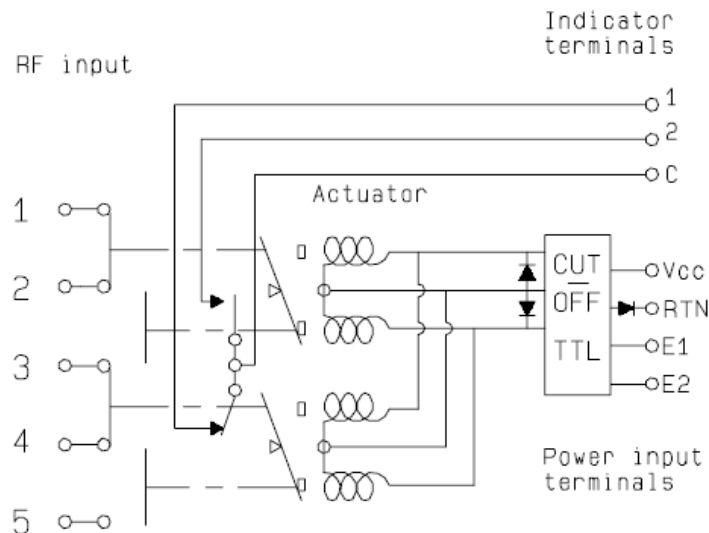 Indicator
terminals
RF input
1
2
C
Actuator
1
2
3
4
5
CUT
OFF
TTL
Vcc
RTN
E1
E2
Power input
terminals